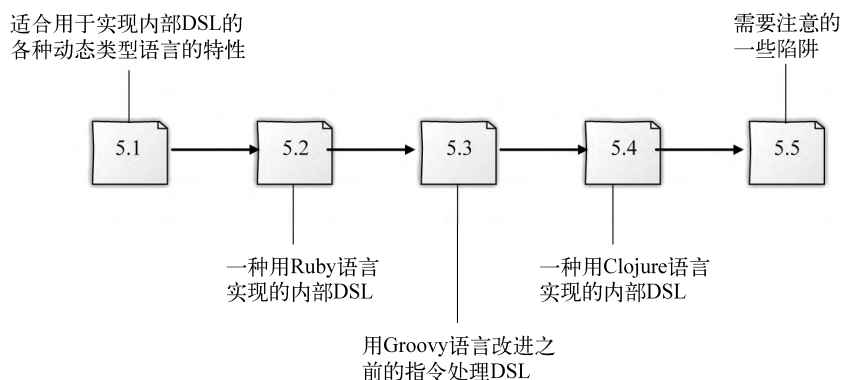 适合用于实现内部DSL的
各种动态类型语言的特性
需要注意的
一些陷阱
5.1
5.2
5.3
5.4
5.5
一种用Ruby语言
实现的内部DSL
一种用Clojure语言
实现的内部DSL
用Groovy语言改进之
前的指令处理DSL